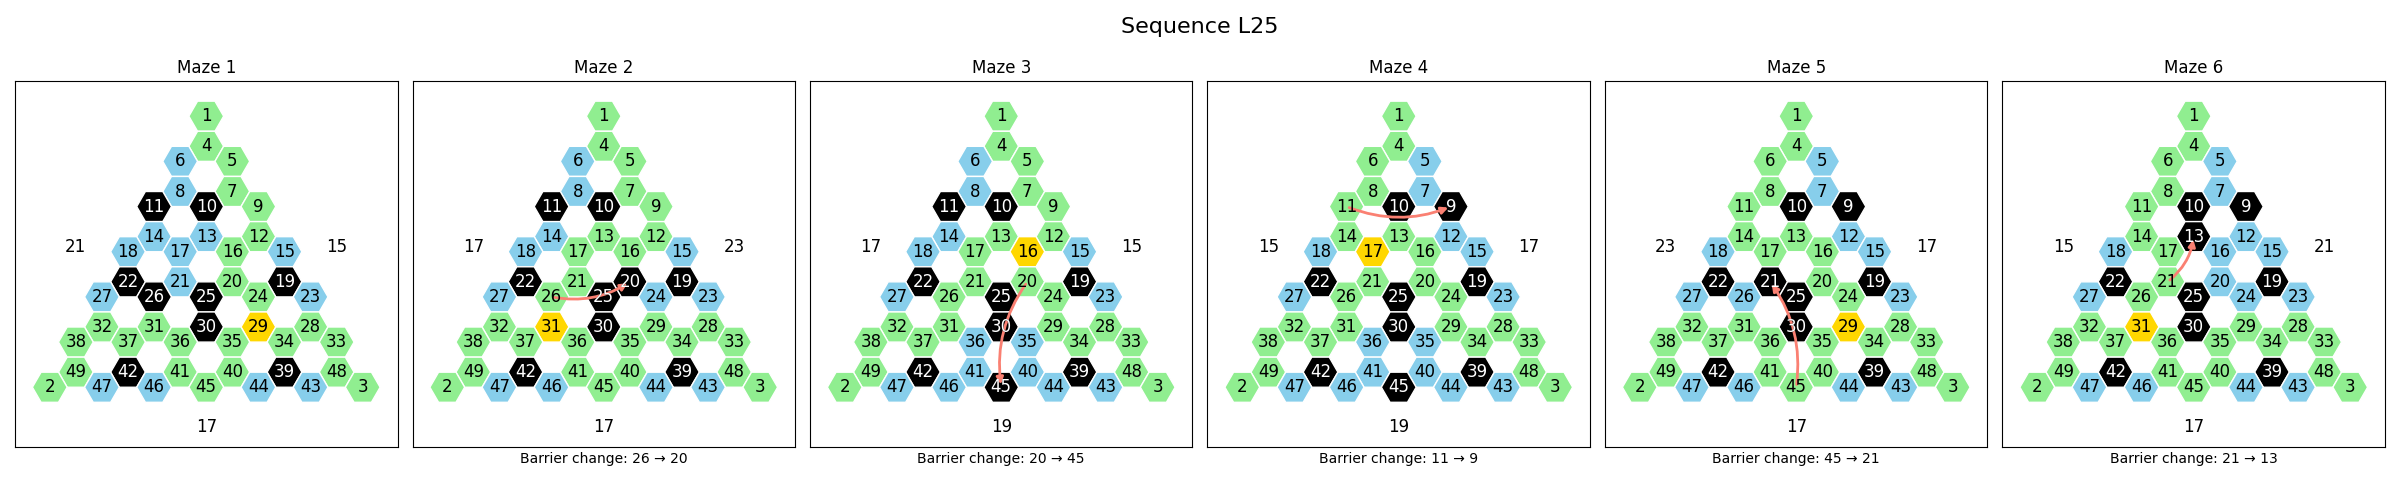 Sequence L25
Maze 1
1
4
6 5
8 7
11 10 9
14 13 12
21 18 17 16 15 15
22 21 20 19
27 26 25 24 23
32 31 30 29 28
38 37 36 35 34 33
49 42 41 40 39 48
2 47 46 45 44 43 3
17
Maze 2
1
4
6 5
8 7
11 10 9
14 13 12
17 18 17 16 15 23
22 21 20 19
27 26 25 24 23
32 31 30 29 28
38 37 36 35 34 33
49 42 41 40 39 48
2 47 46 45 44 43 3
17
Barrier change: 26 → 20
Maze 3
1
4
6 5
8 7
11 10 9
14 13 12
17 18 17 16 15 15
22 21 20 19
27 26 25 24 23
32 31 30 29 28
38 37 36 35 34 33
49 42 41 40 39 48
2 47 46 45 44 43 3
19
Barrier change: 20 → 45
Maze 4
1
4
6 5
8 7
11 10 9
14 13 12
15 18 17 16 15 17
22 21 20 19
27 26 25 24 23
32 31 30 29 28
38 37 36 35 34 33
49 42 41 40 39 48
2 47 46 45 44 43 3
19
Barrier change: 11 → 9
Maze 5
1
4
6 5
8 7
11 10 9
14 13 12
23 18 17 16 15 17
22 21 20 19
27 26 25 24 23
32 31 30 29 28
38 37 36 35 34 33
49 42 41 40 39 48
2 47 46 45 44 43 3
17
Barrier change: 45 → 21
Maze 6
1
4
6 5
8 7
11 10 9
14 13 12
15 18 17 16 15 21
22 21 20 19
27 26 25 24 23
32 31 30 29 28
38 37 36 35 34 33
49 42 41 40 39 48
2 47 46 45 44 43 3
17
Barrier change: 21 → 13